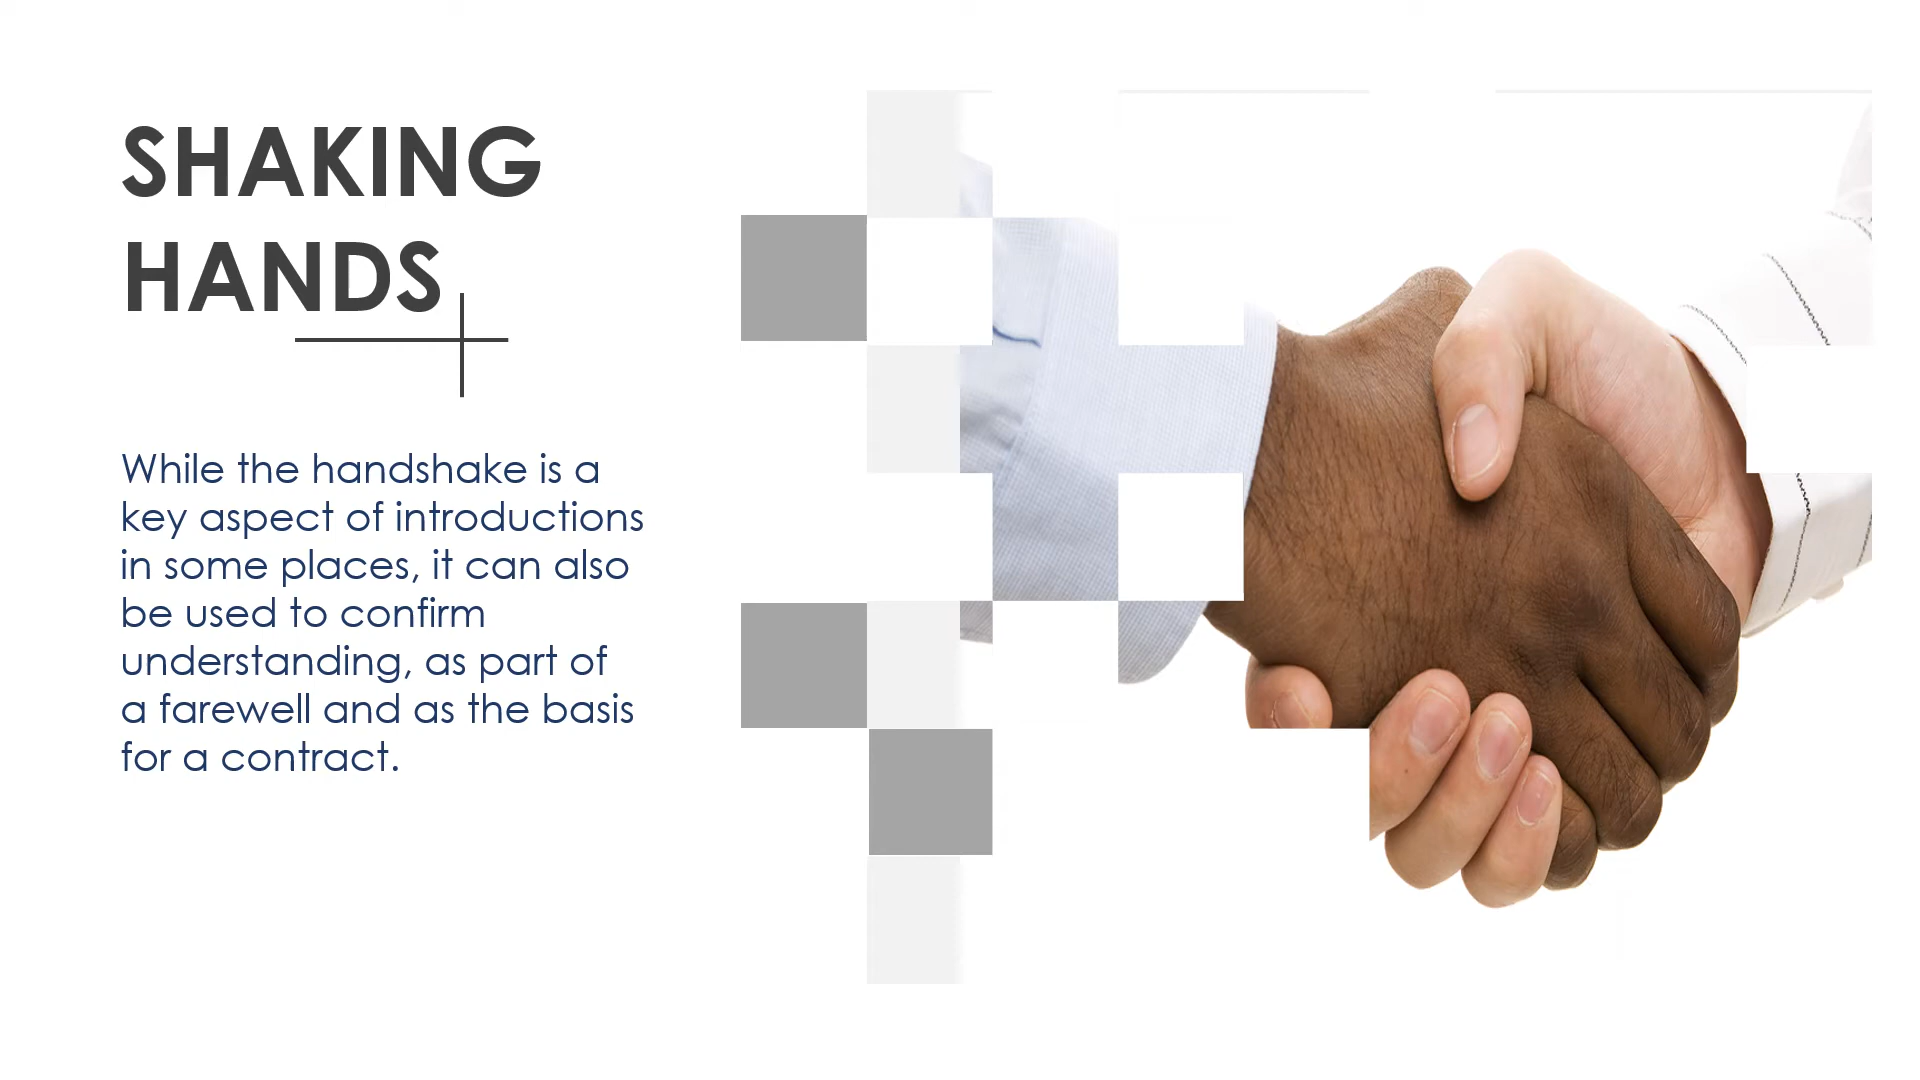 SHAKING
HANDS
While the handshake is a
key aspect of introductions
in some places, it can also
be used to confirm
understanding, as part of
a farewell and as the basis
for a contract.